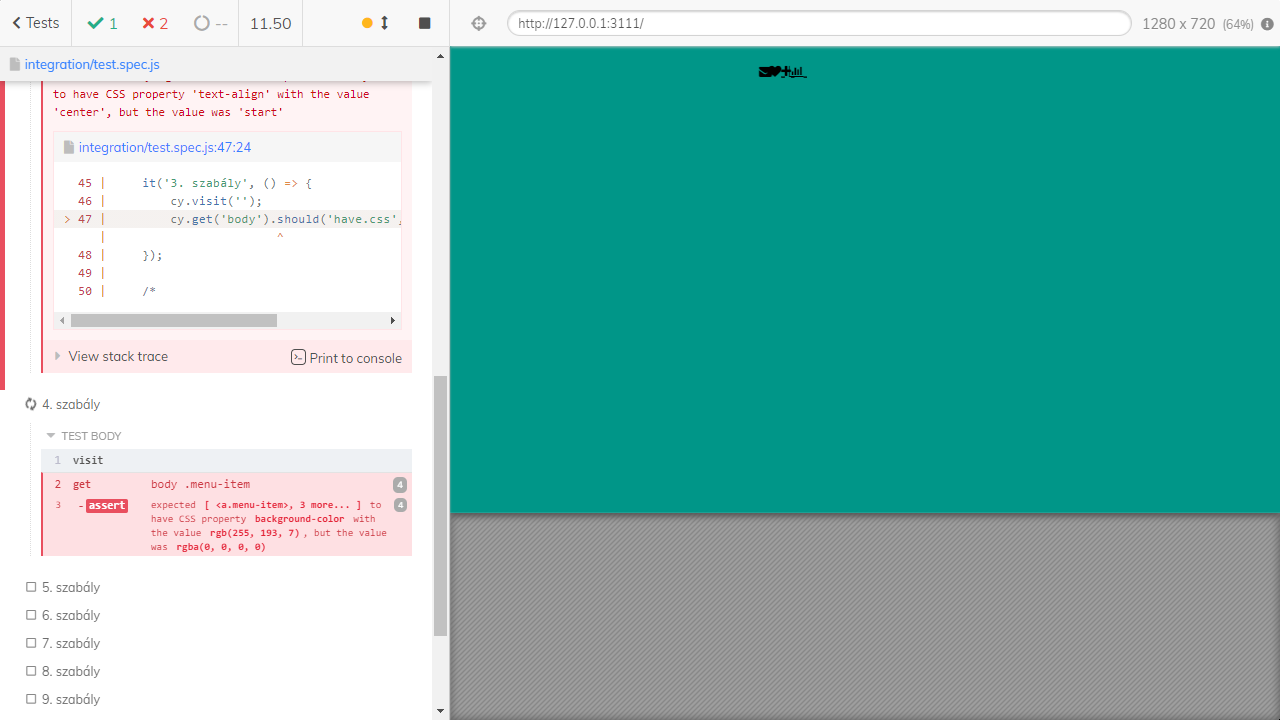 Tests
1
2
--
11.50
http://127.0.0.1:3111/
1280 x 720 (64%)
integration/test.spec.js
to have CSS property 'text-align' with the value
'center', but the value was 'start'
integration/test.spec.js:47:24
45 | it('3. szabály', () => {
46 | cy.visit('');
> 47 | cy.get('body').should('have.css',
| ^
48 | });
49 |
50 | /*
View stack trace
Print to console
4. szabály
TEST BODY
1 visit
2 get body .menu-item 4
3 -assert expected [ <a.menu-item>, 3 more... ] to 4
have CSS property background-color with
the value rgb(255, 193, 7), but the value
was rgba(0, 0, 0, 0)
5. szabály
6. szabály
7. szabály
8. szabály
9. szabály